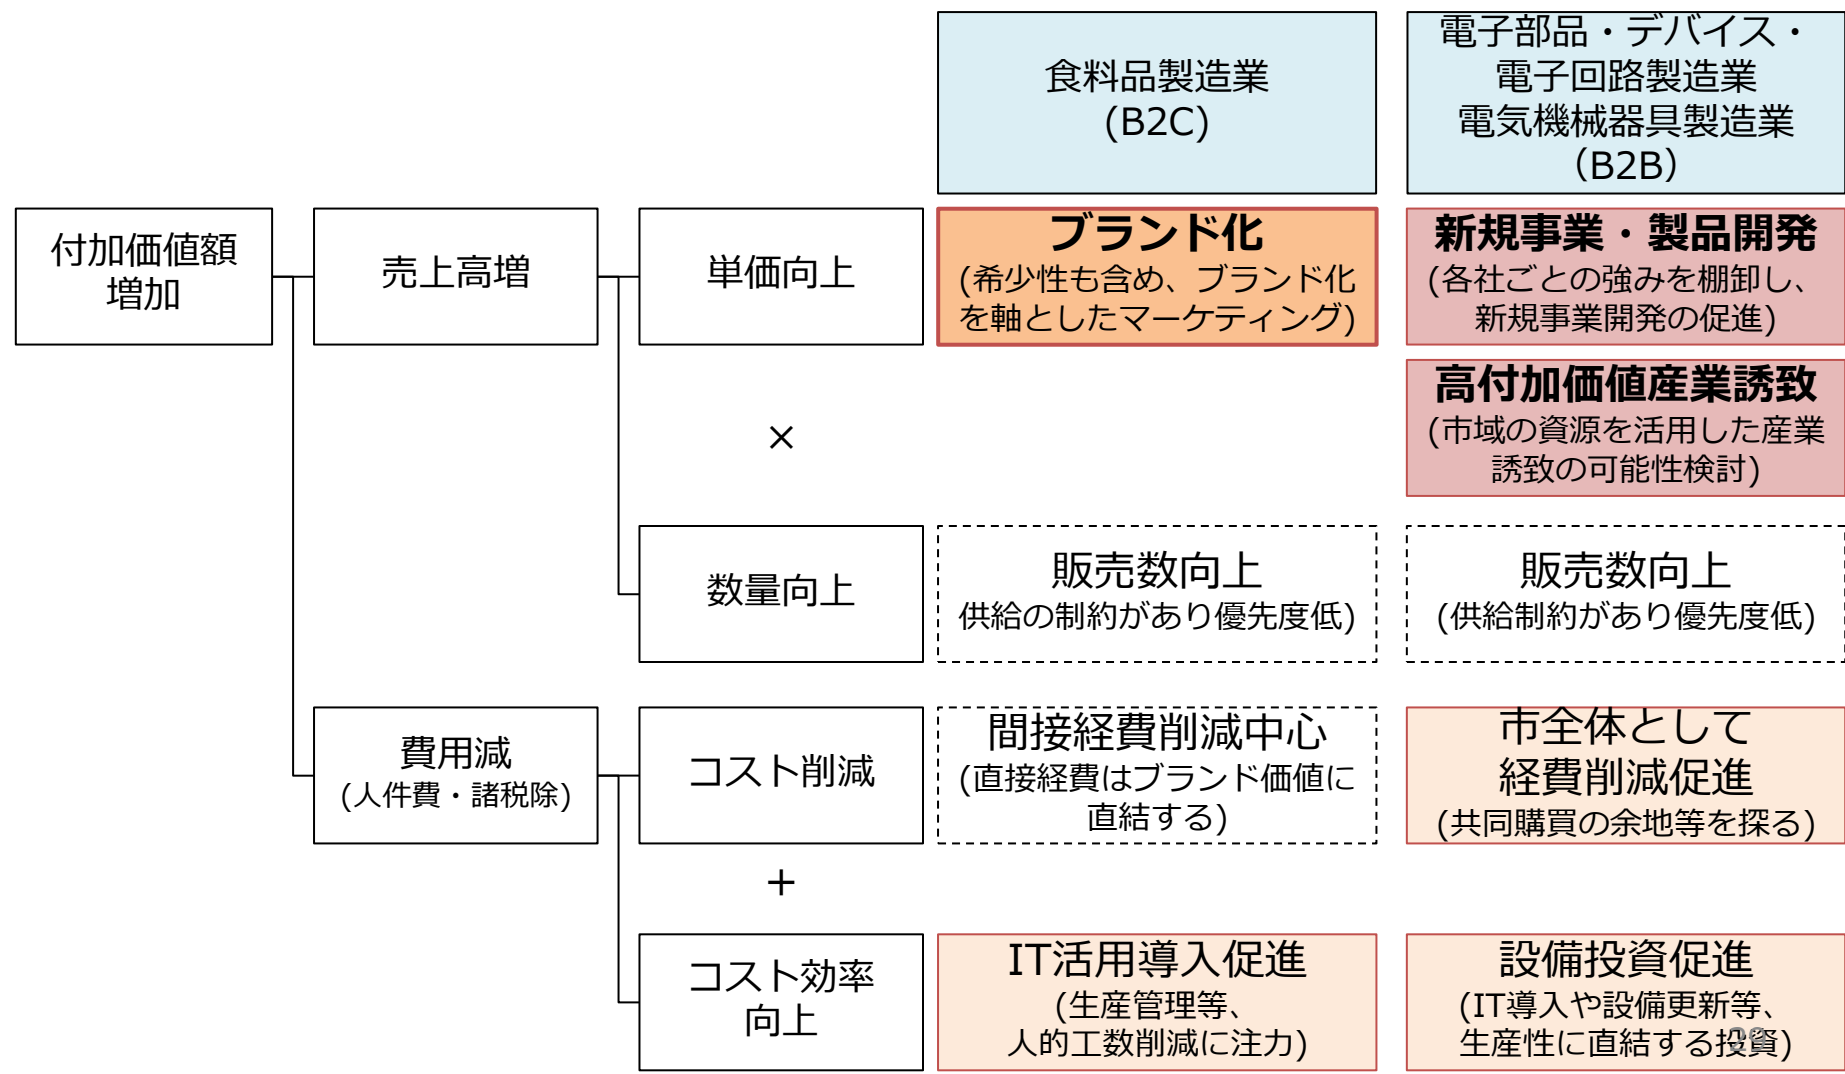 食料品製造業
(B2C)
電子部品・デバイス・
電子回路製造業
電気機械器具製造業
（B2B）
付加価値額
増加
売上高増
単価向上
ブランド化
(希少性も含め、ブランド化
を軸としたマーケティング)
新規事業・製品開発
(各社ごとの強みを棚卸し、
新規事業開発の促進)
高付加価値産業誘致
(市域の資源を活用した産業
誘致の可能性検討)
×
数量向上
販売数向上
供給の制約があり優先度低)
販売数向上
(供給制約があり優先度低)
費用減
(人件費・諸税除)
コスト削減
間接経費削減中心
(直接経費はブランド価値に
直結する)
市全体として
経費削減促進
(共同購買の余地等を探る)
＋
コスト効率
向上
IT活用導入促進
(生産管理等、
人的工数削減に注力)
設備投資促進
(IT導入や設備更新等、
生産性に直結する投資)
29